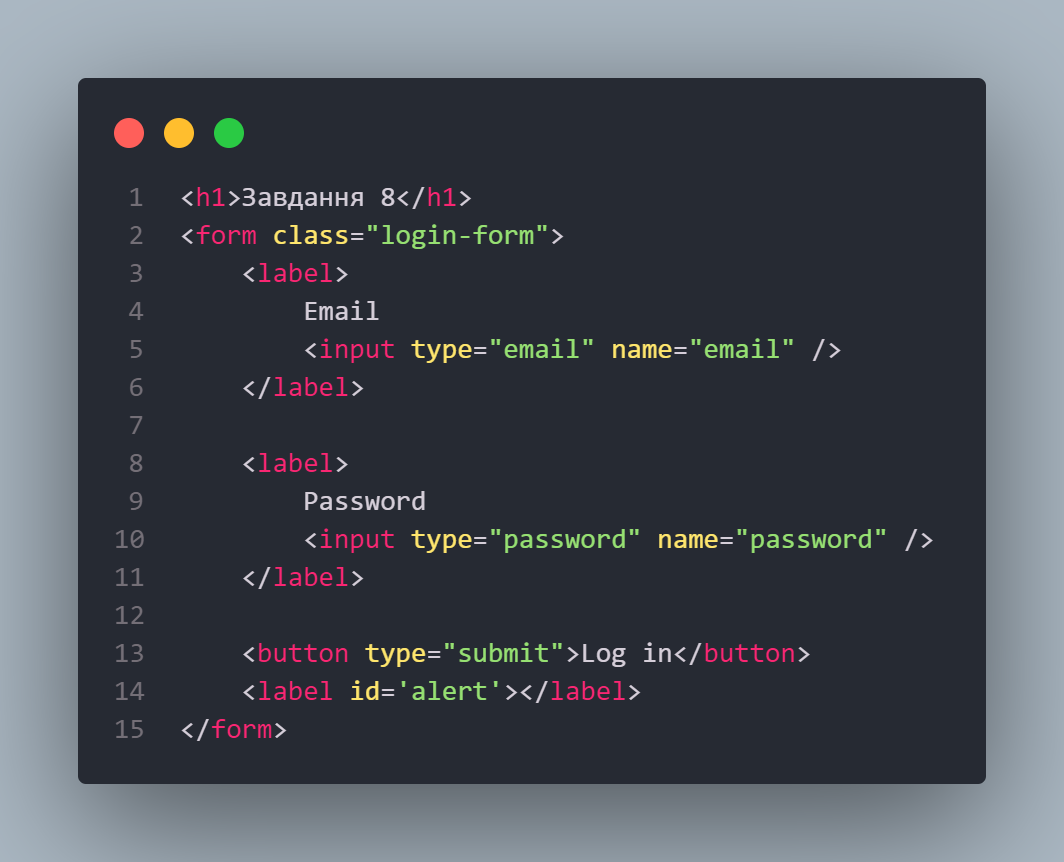 1 <h1>Завдання 8</h1>
2 <form class="login-form">
3     <label>
4         Email
5         <input type="email" name="email" />
6     </label>
7
8     <label>
9         Password
10         <input type="password" name="password" />
11     </label>
12
13     <button type="submit">Log in</button>
14     <label id='alert'></label>
15 </form>